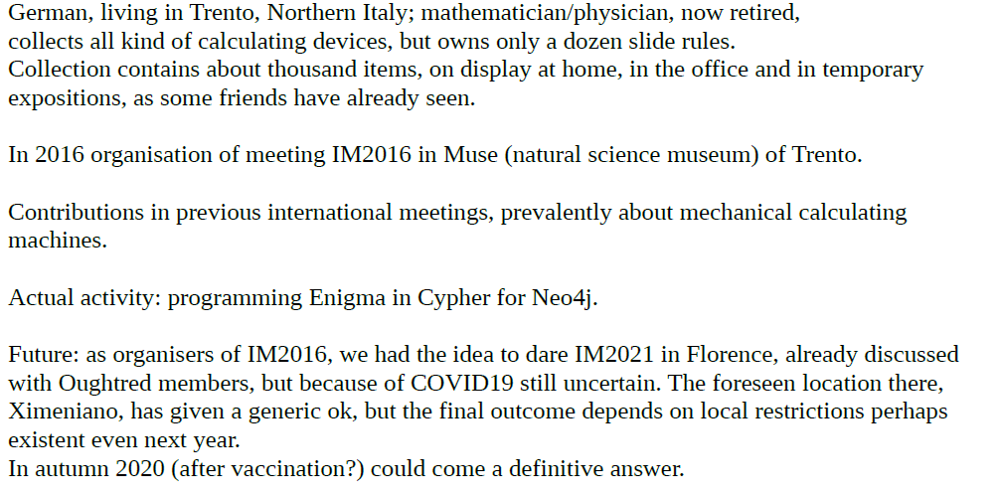 German, living in Trento, Northern Italy; mathematician/physician, now retired,
collects all kind of calculating devices, but owns only a dozen slide rules.
Collection contains about thousand items, on display at home, in the office and in temporary
expositions, as some friends have already seen.
In 2016 organisation of meeting IM2016 in Muse (natural science museum) of Trento.
Contributions in previous international meetings, prevalently about mechanical calculating
machines.
Actual activity: programming Enigma in Cypher for Neo4j.
Future: as organisers of IM2016, we had the idea to dare IM2021 in Florence, already discussed
with Oughtred members, but because of COVID19 still uncertain. The foreseen location there,
Ximeniano, has given a generic ok, but the final outcome depends on local restrictions perhaps
existent even next year.
In autumn 2020 (after vaccination?) could come a definitive answer.